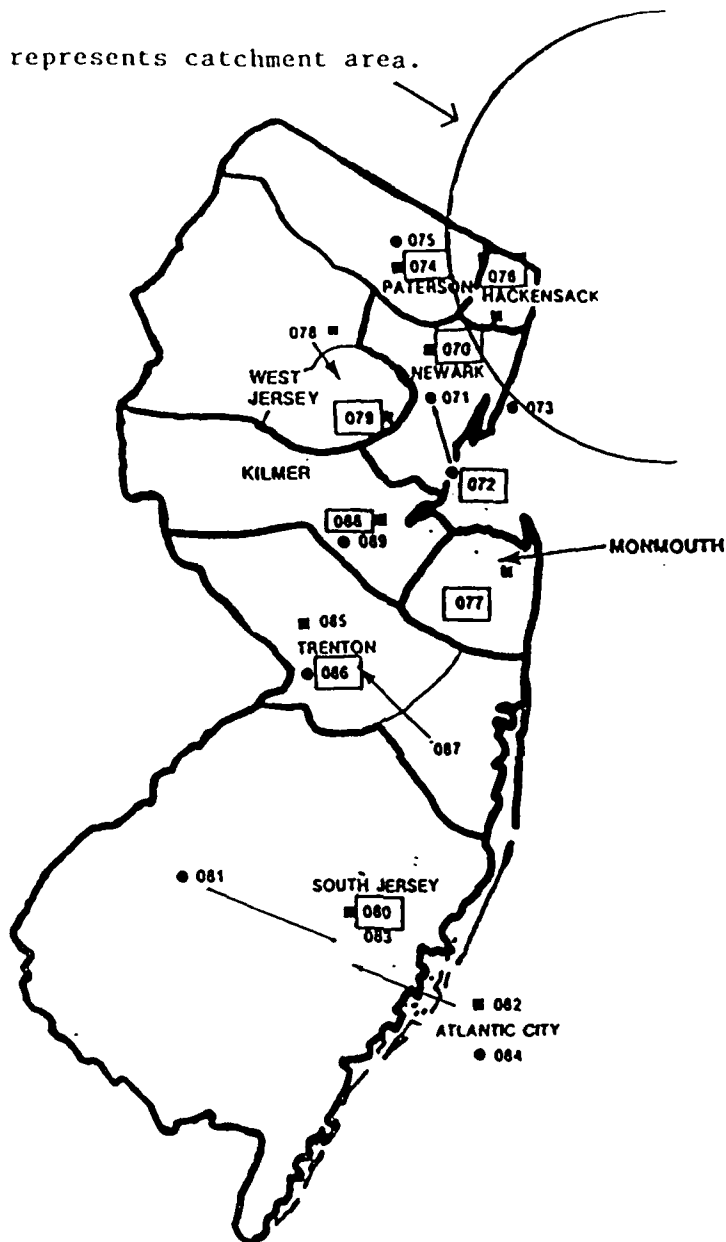 represents catchment area.
075
074
PATERSON
076
HACKENSACK
078
070
NEWARK
WEST
JERSEY
071
073
079
KILMER
072
088
089
MONMOUTH
077
085
TRENTON
086
087
081
SOUTH JERSEY
080
083
082
ATLANTIC CITY
084